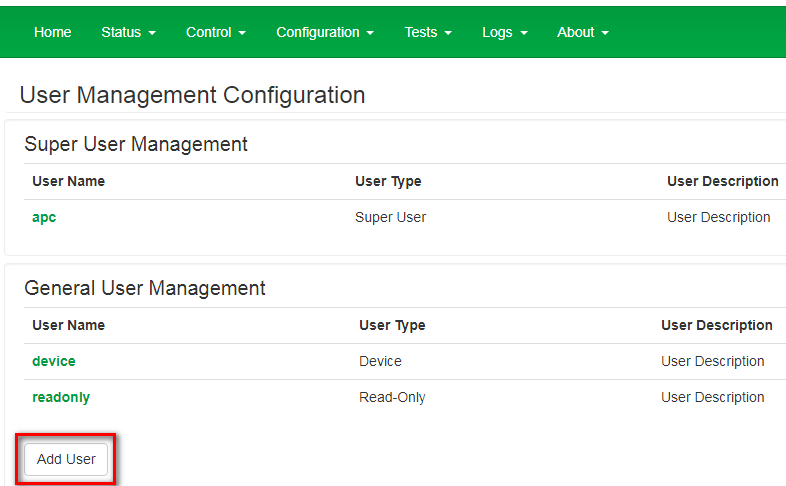 Home Status Control Configuration Tests Logs About
User Management Configuration
Super User Management
User Name User Type User Description
apc Super User User Description
General User Management
User Name User Type User Description
device Device User Description
readonly Read-Only User Description
Add User